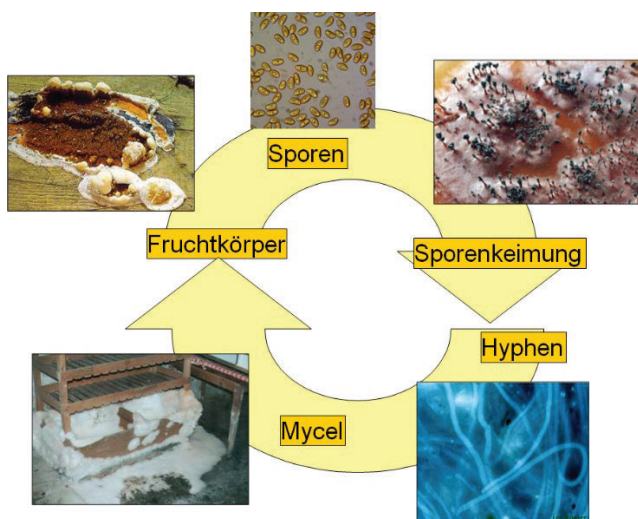 Sporen
Fruchtkörper
Sporenkeimung
Hyphen
Mycel